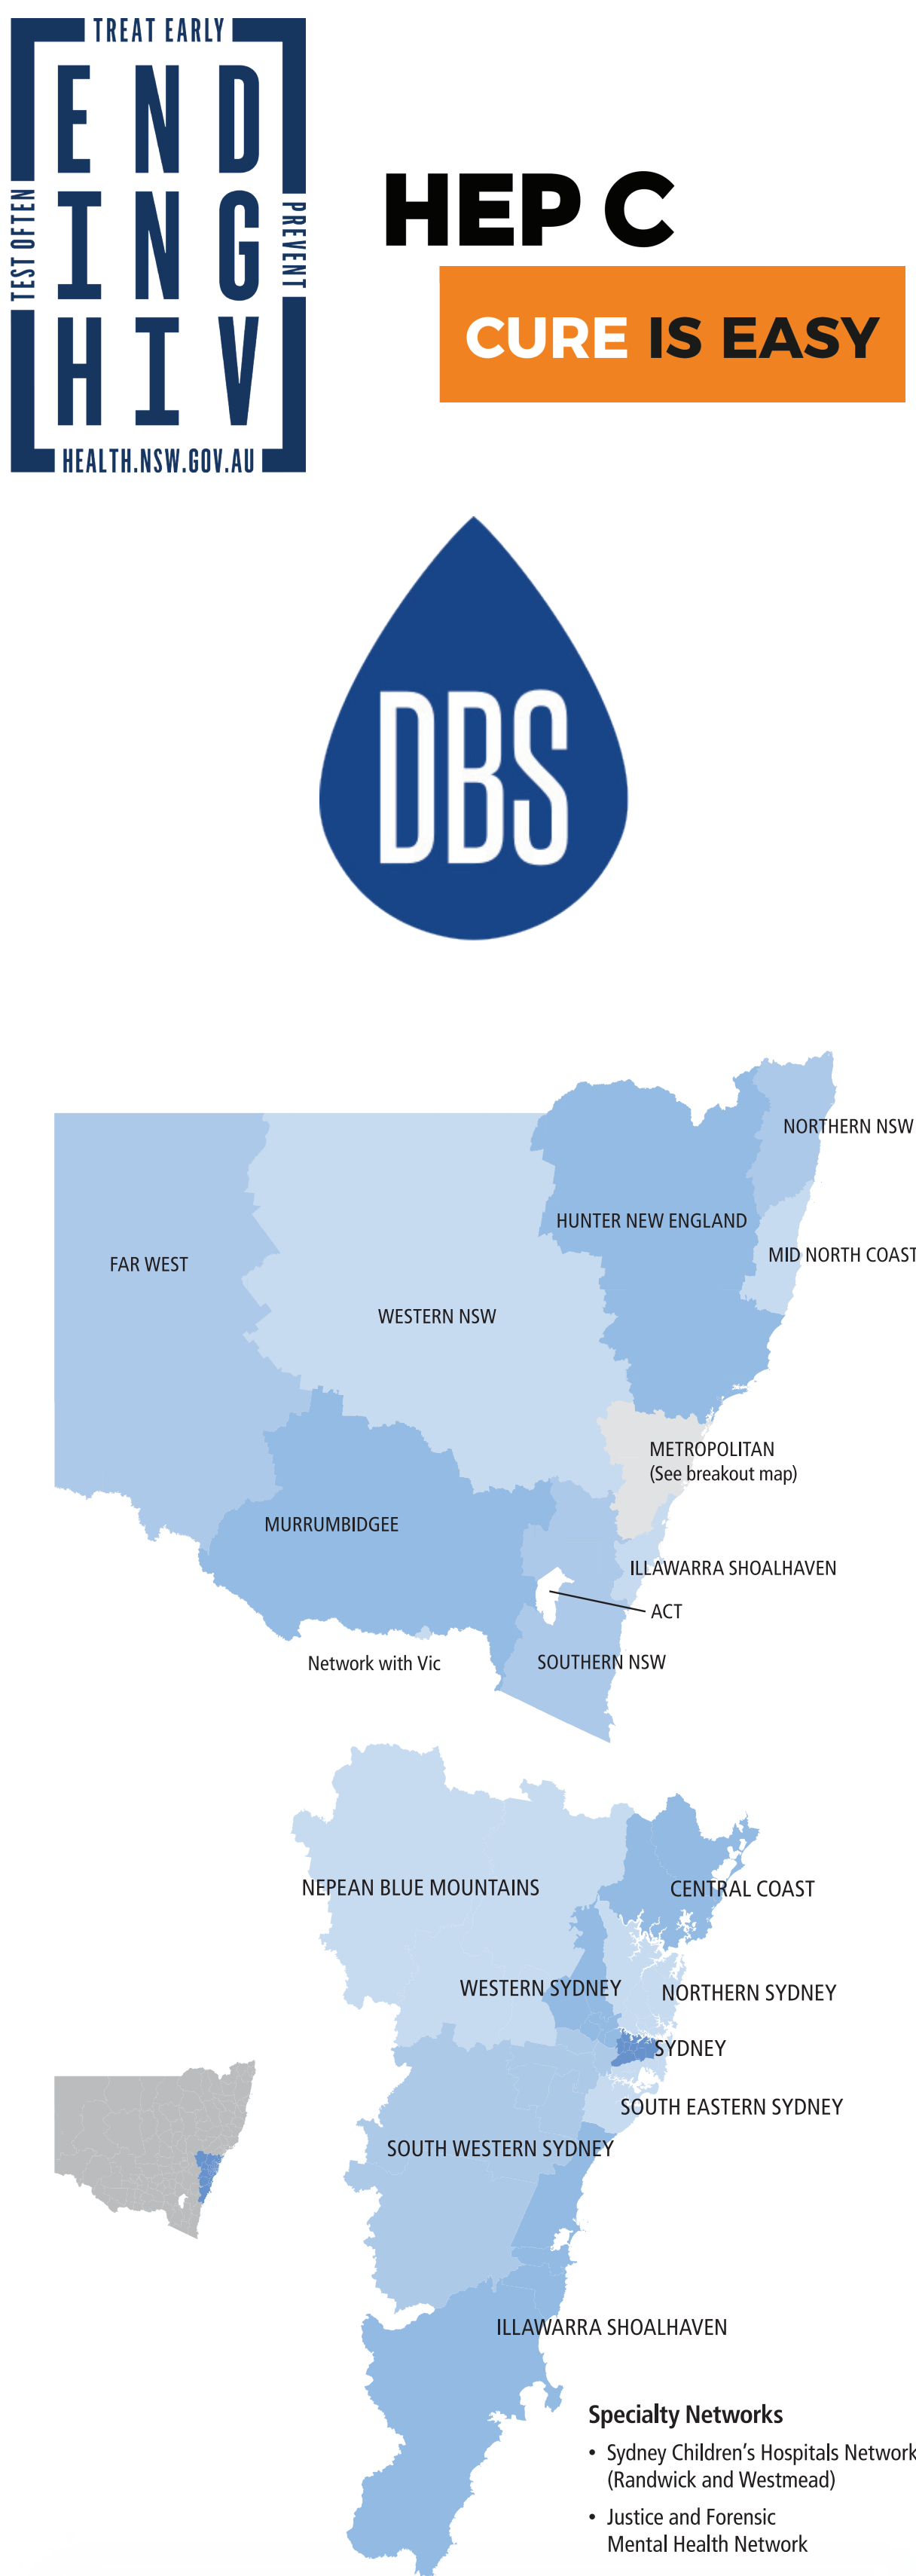 TREAT EARLY
TEST OFTEN
END
ING
HIV
PREVENT
HEALTH.NSW.GOV.AU
HEP C
CURE IS EASY
DBS
NORTHERN NSW
HUNTER NEW ENGLAND
MID NORTH COAST
FAR WEST
WESTERN NSW
METROPOLITAN
(See breakout map)
MURRUMBIDGEE
ILLAWARRA SHOALHAVEN
ACT
Network with Vic
SOUTHERN NSW
NEPEAN BLUE MOUNTAINS
CENTRAL COAST
WESTERN SYDNEY
NORTHERN SYDNEY
SYDNEY
SOUTH EASTERN SYDNEY
SOUTH WESTERN SYDNEY
ILLAWARRA SHOALHAVEN
Specialty Networks
• Sydney Children’s Hospitals Network
(Randwick and Westmead)
• Justice and Forensic
Mental Health Network